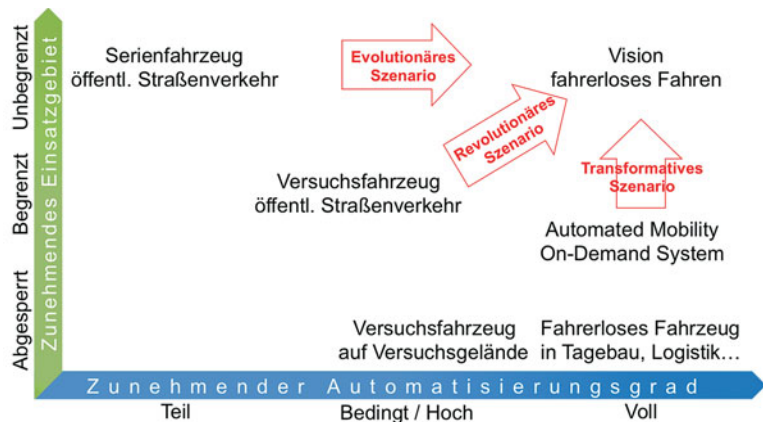 Unbegrenzt
Begrenzt
Abgesperrt
Zunehmendes Einsatzgebiet
Serienfahrzeug
öffentl. Straßenverkehr
Evolutionäres
Szenario
Vision
fahrerloses Fahren
Revolutionäres
Szenario
Versuchsfahrzeug
öffentl. Straßenverkehr
Transformatives
Szenario
Automated Mobility
On-Demand System
Versuchsfahrzeug
auf Versuchsgelände
Fahrerloses Fahrzeug
in Tagebau, Logistik...
Zunehmender Automatisierungsgrad
Teil
Bedingt / Hoch
Voll